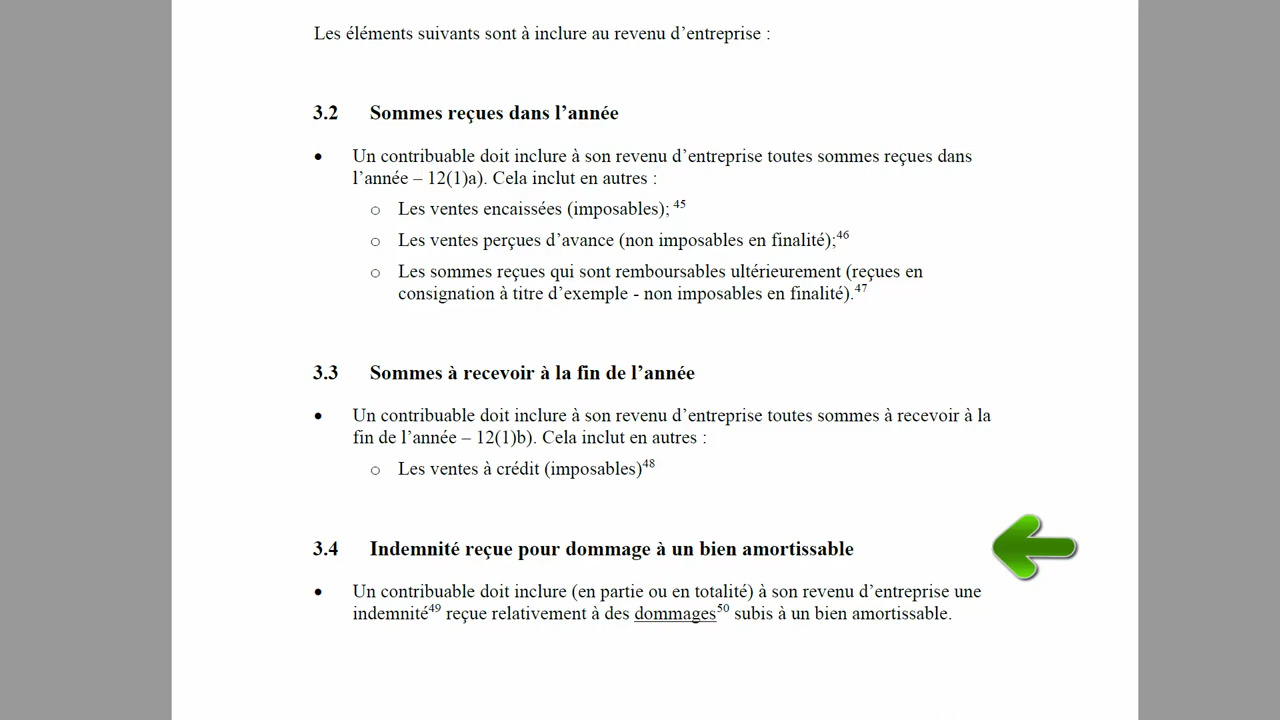 Les éléments suivants sont à inclure au revenu d’entreprise :
3.2 Sommes reçues dans l’année
• Un contribuable doit inclure à son revenu d’entreprise toutes sommes reçues dans
l’année – 12(1)a). Cela inclut en autres :
o Les ventes encaissées (imposables); 45
o Les ventes perçues d’avance (non imposables en finalité);46
o Les sommes reçues qui sont remboursables ultérieurement (reçues en
consignation à titre d’exemple - non imposables en finalité).47
3.3 Sommes à recevoir à la fin de l’année
• Un contribuable doit inclure à son revenu d’entreprise toutes sommes à recevoir à la
fin de l’année – 12(1)b). Cela inclut en autres :
o Les ventes à crédit (imposables)48
3.4 Indemnité reçue pour dommage à un bien amortissable
• Un contribuable doit inclure (en partie ou en totalité) à son revenu d’entreprise une
indemnité49 reçue relativement à des dommages50 subis à un bien amortissable.